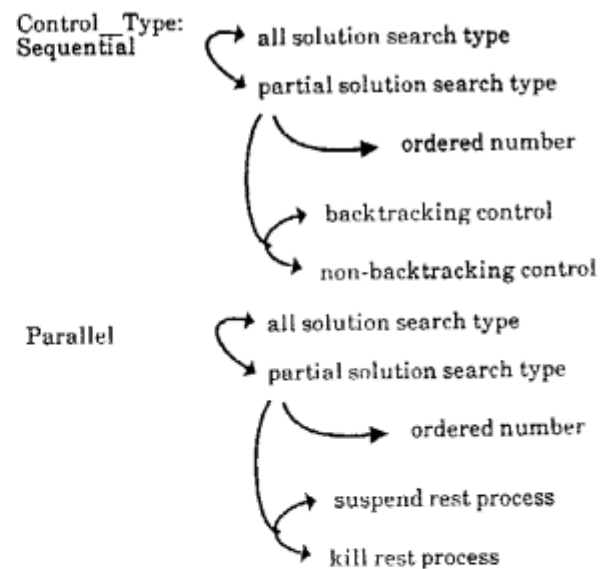 Control__Type:
Sequential
all solution search type
partial solution search type
ordered number
backtracking control
non-backtracking control
Parallel
all solution search type
partial solution search type
ordered number
suspend rest process
kill rest process